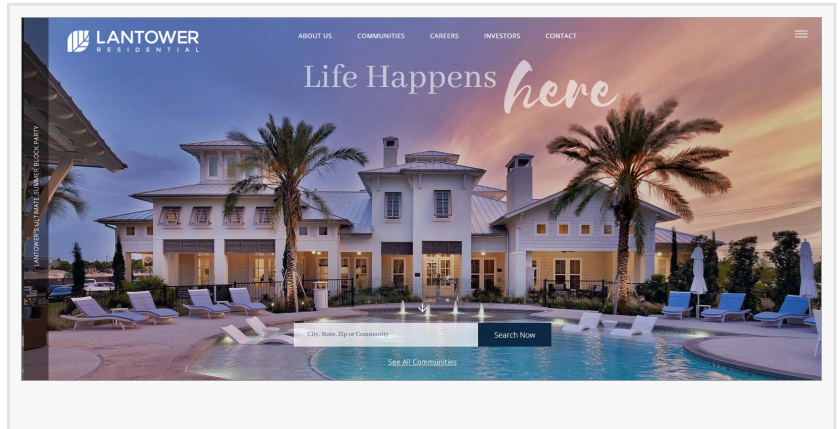 LANTOWER
RESIDENTIAL
ABOUT US
COMMUNITIES
CAREERS
INVESTORS
CONTACT
Life Happens here
LANTOWER'S ULTIMATE SUMMER BLOCK PARTY
City, State, Zip or Community
Search Now
See All Communities